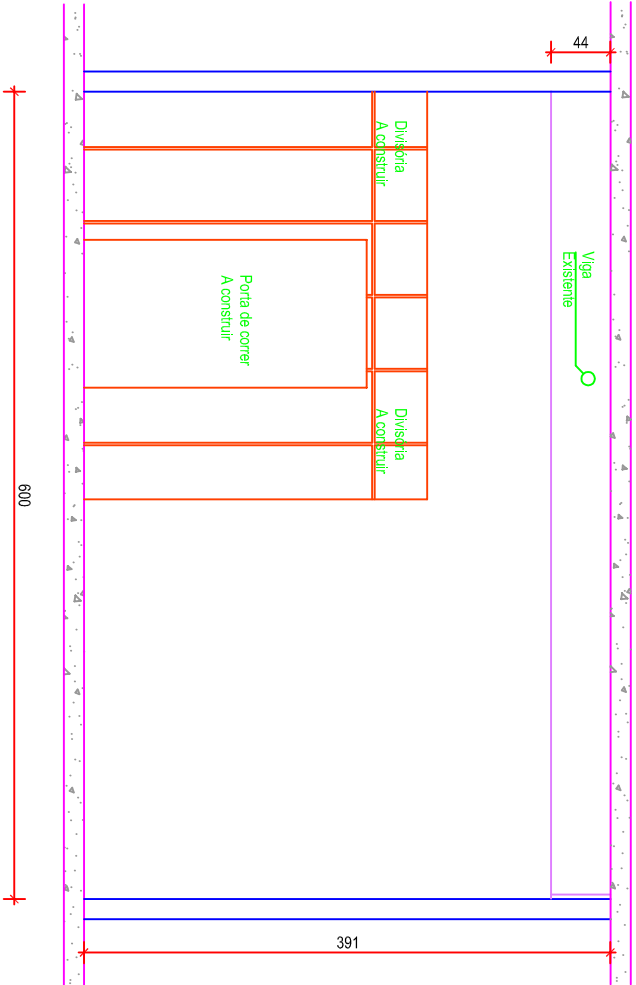 44
Divisória
A construir
Viga
Existente
Porta de correr
A construir
Divisória
A construir
600
391